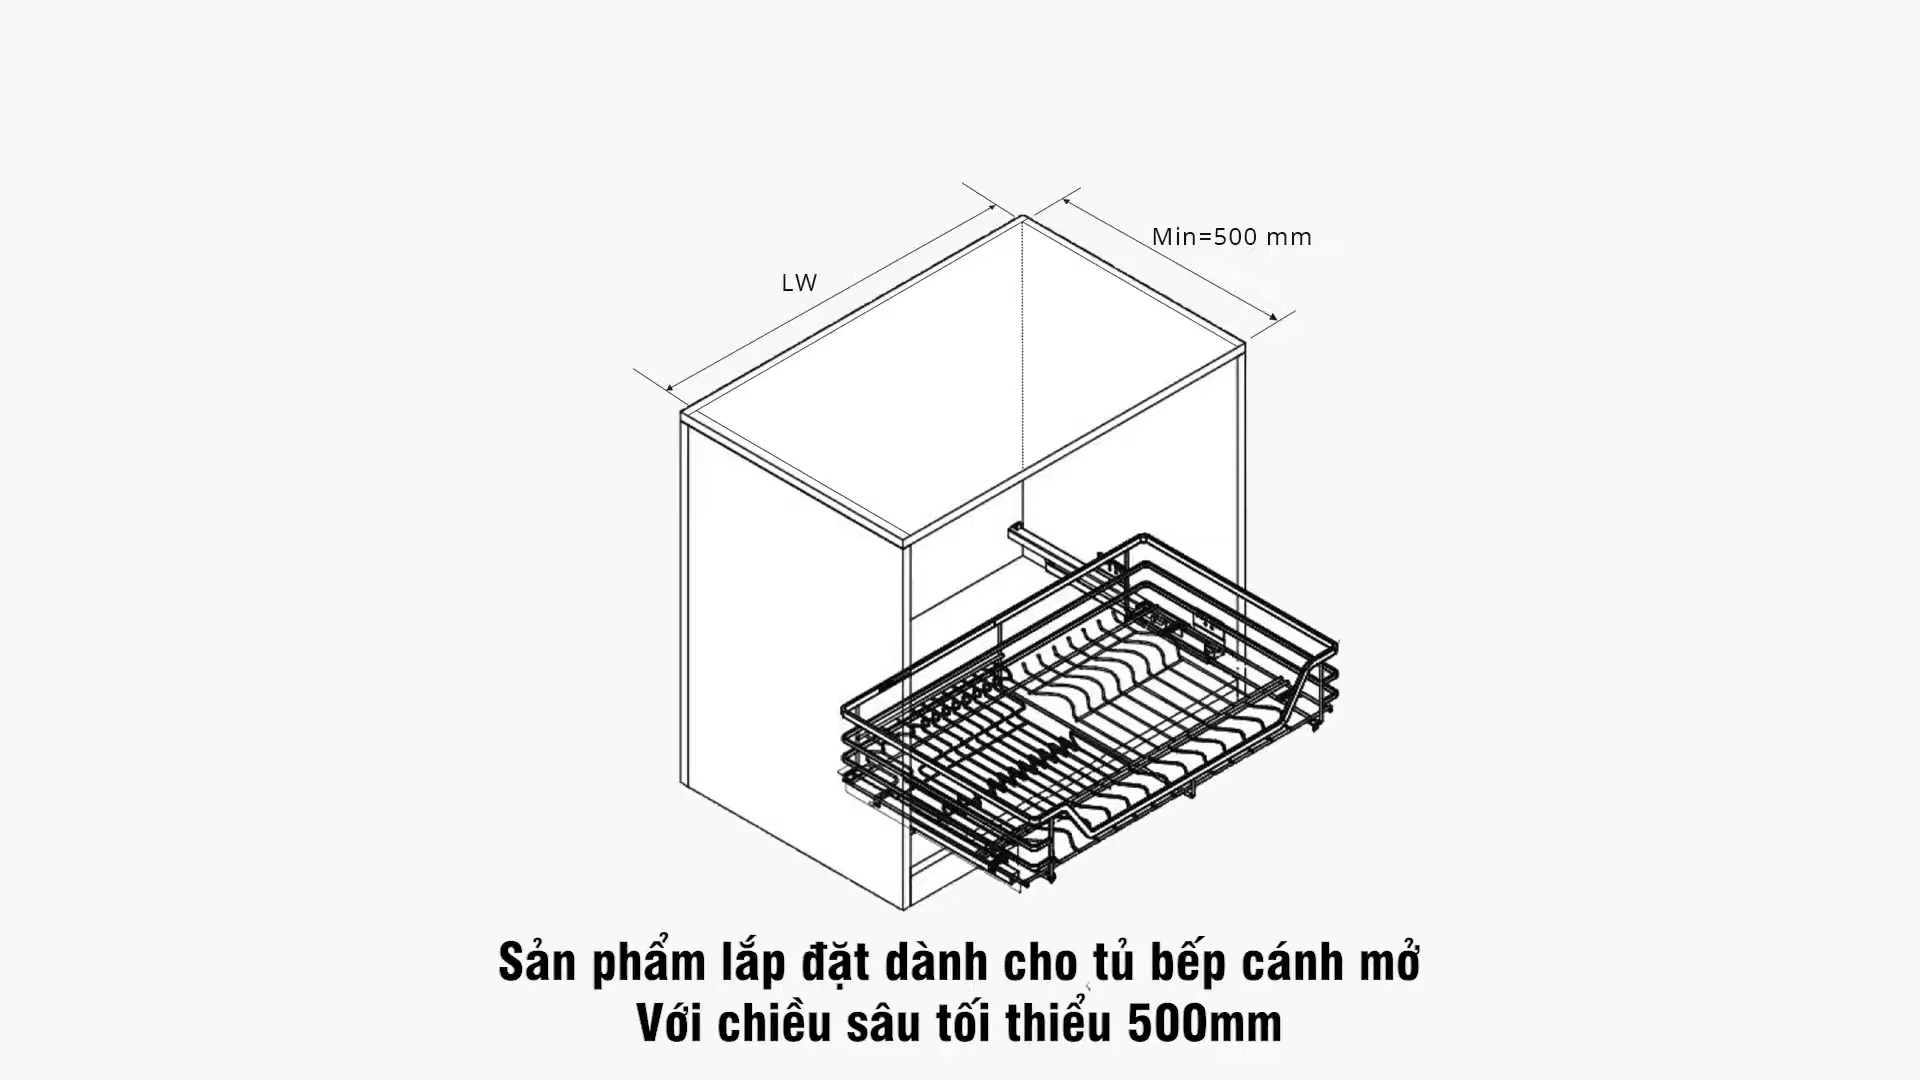 Min=500 mm
LW
Sản phẩm lắp đặt dành cho tủ bếp cánh mở
Với chiều sâu tối thiểu 500mm